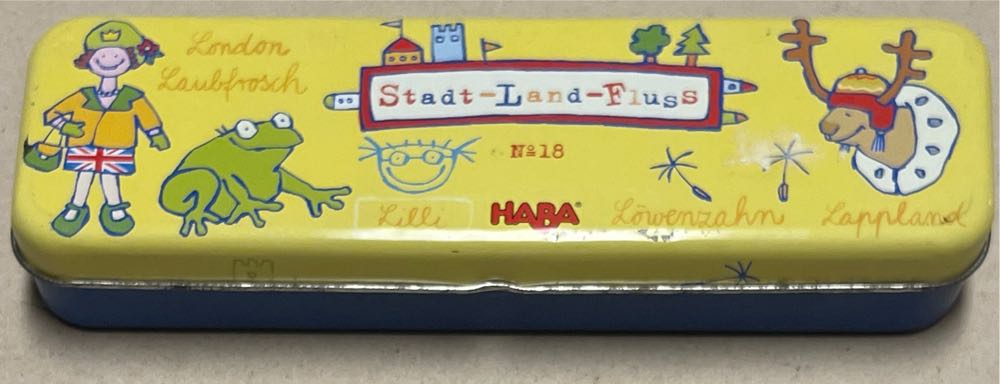 London
Laubfrosch
Stadt-Land-Fluss
№18
Lilli
HABA®
Löwenzahn
Lappland